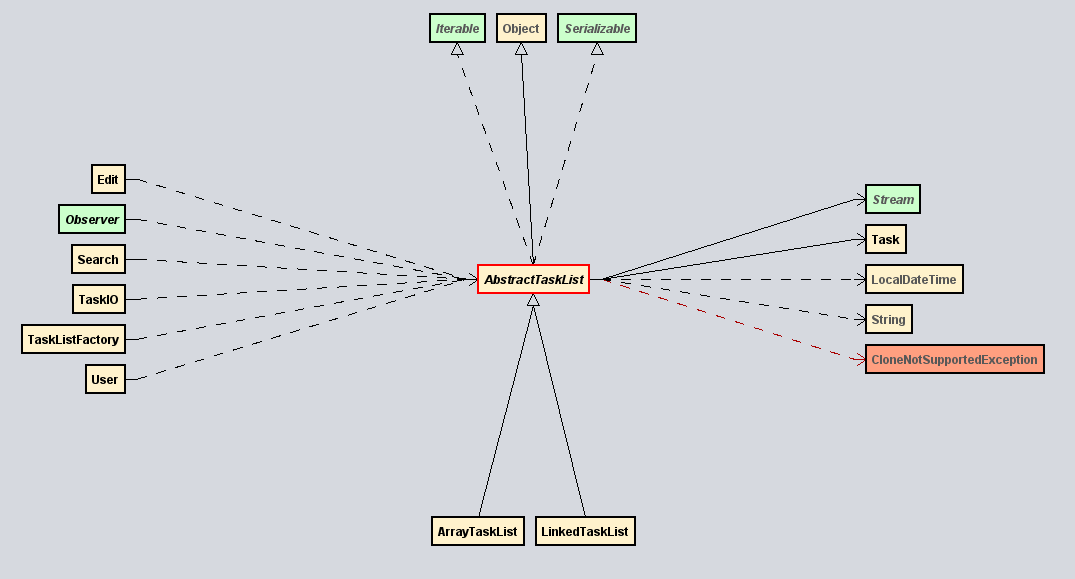 Iterable
Object
Serializable
Edit
Observer
Search
TaskIO
TaskListFactory
User
AbstractTaskList
Stream
Task
LocalDateTime
String
CloneNotSupportedException
ArrayTaskList
LinkedTaskList